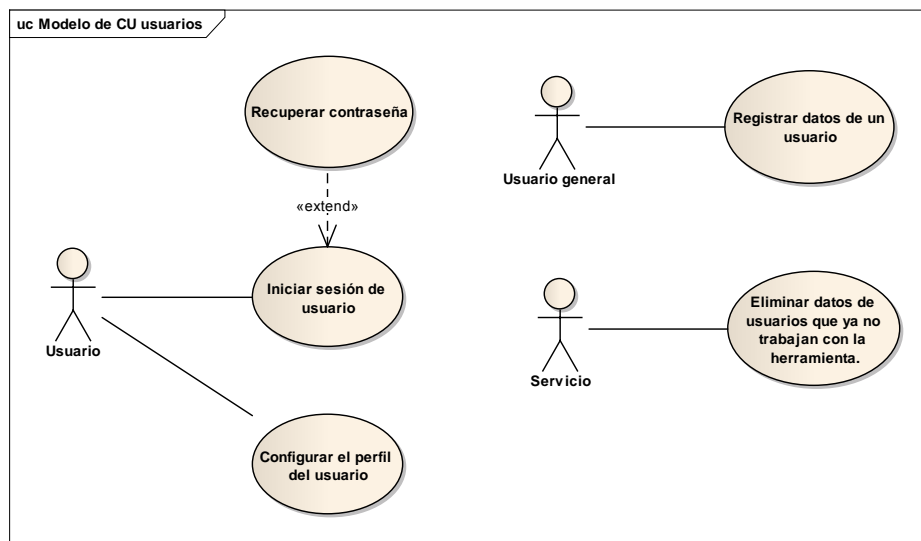 uc Modelo de CU usuarios
Recuperar contraseña
«extend»
Iniciar sesión de
usuario
Usuario
Configurar el perfil
del usuario
Usuario general
Registrar datos de un
usuario
Servicio
Eliminar datos de
usuarios que ya no
trabajan con la
herramienta.